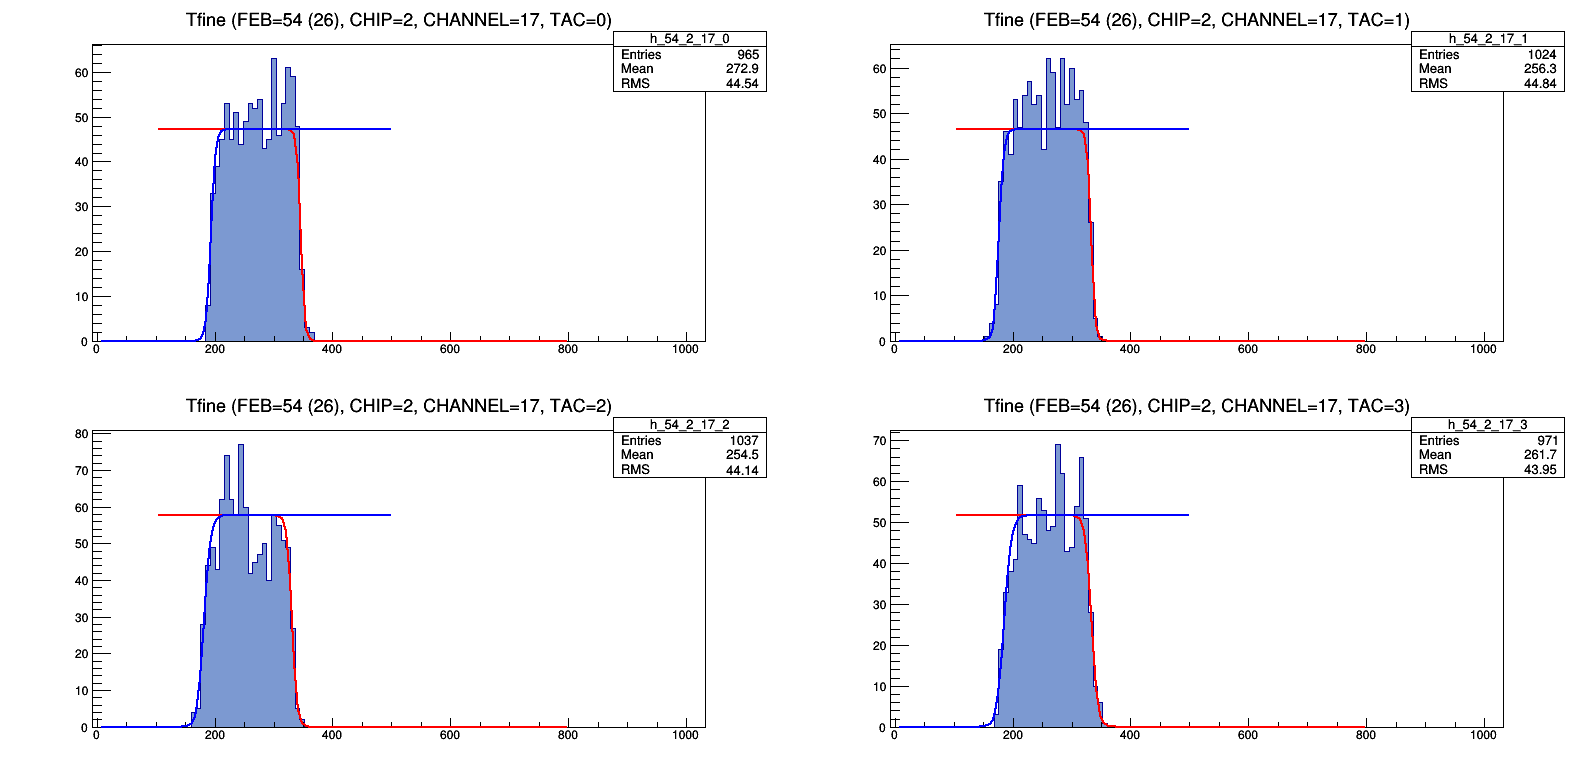 Tfine (FEB=54 (26), CHIP=2, CHANNEL=17, TAC=0)
h_54_2_17_0
Entries 965
Mean 272.9
RMS 44.54
60
50
40
30
20
10
0
0 200 400 600 800 1000
Tfine (FEB=54 (26), CHIP=2, CHANNEL=17, TAC=1)
h_54_2_17_1
Entries 1024
Mean 256.3
RMS 44.84
60
50
40
30
20
10
0
0 200 400 600 800 1000
Tfine (FEB=54 (26), CHIP=2, CHANNEL=17, TAC=2)
h_54_2_17_2
Entries 1037
Mean 254.5
RMS 44.14
80
70
60
50
40
30
20
10
0
0 200 400 600 800 1000
Tfine (FEB=54 (26), CHIP=2, CHANNEL=17, TAC=3)
h_54_2_17_3
Entries 971
Mean 261.7
RMS 43.95
70
60
50
40
30
20
10
0
0 200 400 600 800 1000